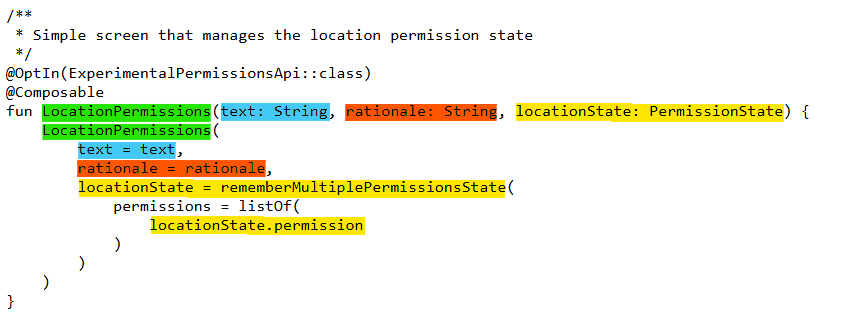 /**
 * Simple screen that manages the location permission state
 */
@OptIn(ExperimentalPermissionsApi::class)
@Composable
fun LocationPermissions(text: String, rationale: String, locationState: PermissionState) {
    LocationPermissions(
        text = text,
        rationale = rationale,
        locationState = rememberMultiplePermissionsState(
            permissions = listOf(
                locationState.permission
            )
        )
    )
}